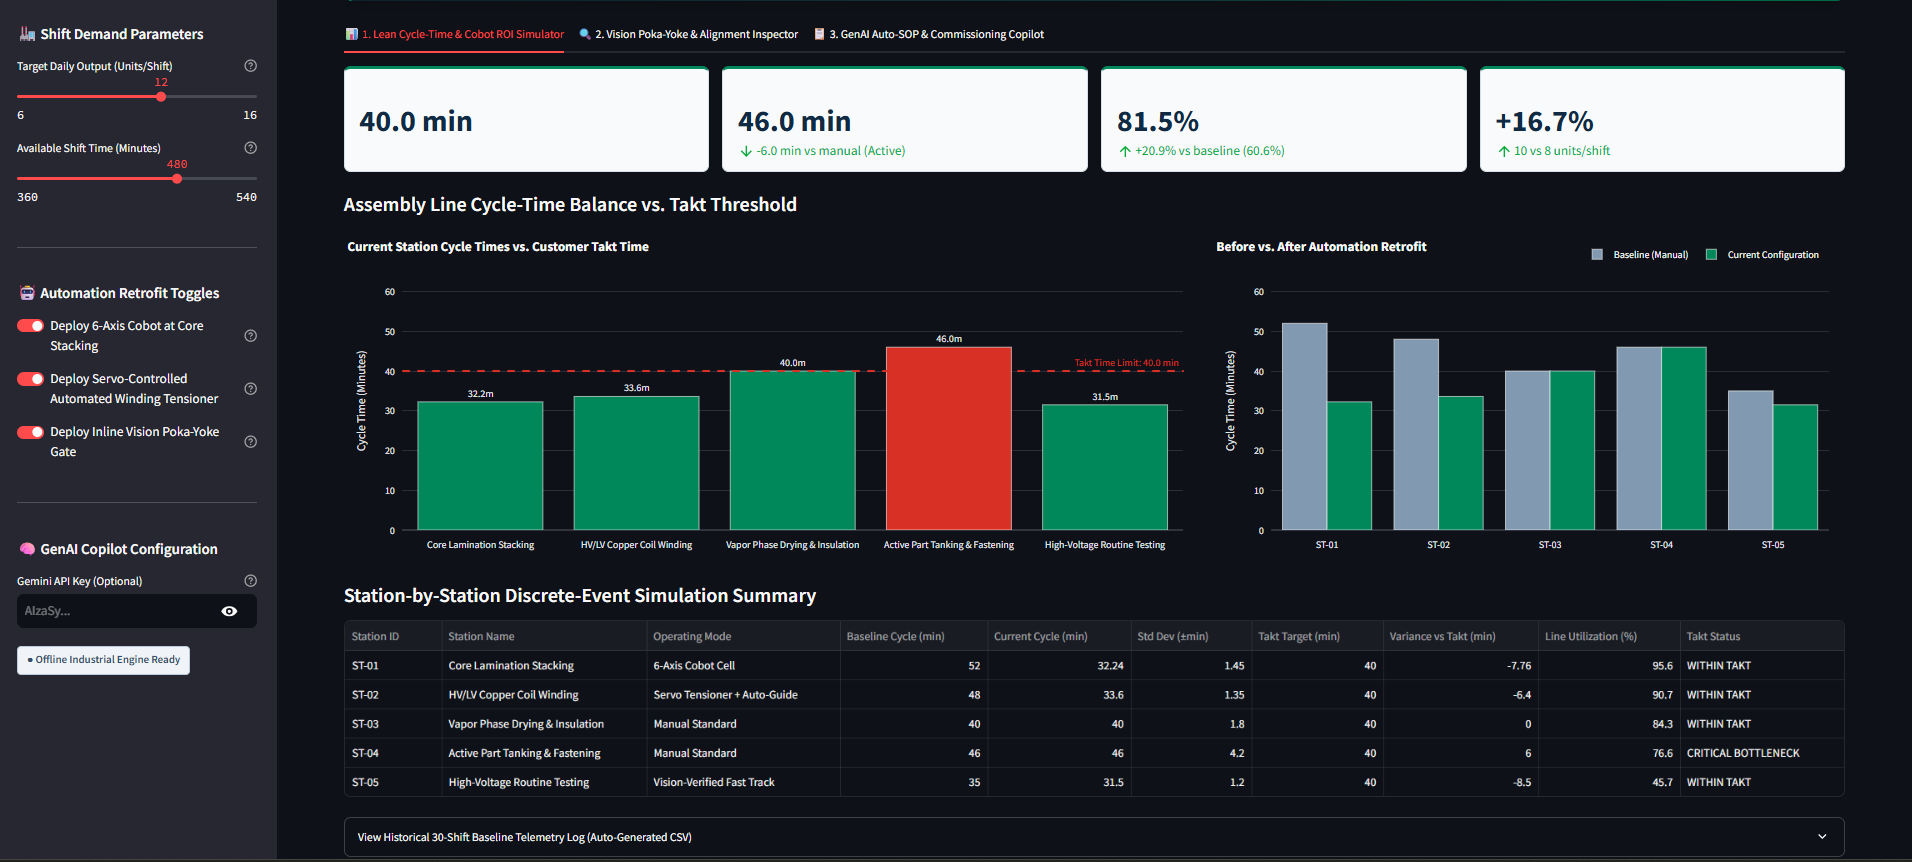 Shift Demand Parameters
Target Daily Output (Units/Shift)
12
6 16
Available Shift Time (Minutes)
480
360 540
Automation Retrofit Toggles
Deploy 6-Axis Cobot at Core
Stacking
Deploy Servo-Controlled
Automated Winding Tensioner
Deploy Inline Vision Poka-Yoke
Gate
GenAI Copilot Configuration
Gemini API Key (Optional)
AIzaSy...
● Offline Industrial Engine Ready
1. Lean Cycle-Time & Cobot ROI Simulator 2. Vision Poka-Yoke & Alignment Inspector 3. GenAI Auto-SOP & Commissioning Copilot
40.0 min
46.0 min
↓ -6.0 min vs manual (Active)
81.5%
↑ +20.9% vs baseline (60.6%)
+16.7%
↑ 10 vs 8 units/shift
Assembly Line Cycle-Time Balance vs. Takt Threshold
Current Station Cycle Times vs. Customer Takt Time
Cycle Time (Minutes)
60
50
40
30
20
10
0
32.2m
33.6m
40.0m
46.0m
31.5m
Takt Time Limit: 40.0 min
Core Lamination Stacking
HV/LV Copper Coil Winding
Vapor Phase Drying & Insulation
Active Part Tanking & Fastening
High-Voltage Routine Testing
Before vs. After Automation Retrofit
Baseline (Manual) Current Configuration
Cycle Time (Minutes)
60
50
40
30
20
10
0
ST-01 ST-02 ST-03 ST-04 ST-05
Station-by-Station Discrete-Event Simulation Summary
Station ID Station Name Operating Mode Baseline Cycle (min) Current Cycle (min) Std Dev (±min) Takt Target (min) Variance vs Takt (min) Line Utilization (%) Takt Status
ST-01 Core Lamination Stacking 6-Axis Cobot Cell 52 32.24 1.45 40 -7.76 95.6 WITHIN TAKT
ST-02 HV/LV Copper Coil Winding Servo Tensioner + Auto-Guide 48 33.6 1.35 40 -6.4 90.7 WITHIN TAKT
ST-03 Vapor Phase Drying & Insulation Manual Standard 40 40 1.8 40 0 84.3 WITHIN TAKT
ST-04 Active Part Tanking & Fastening Manual Standard 46 46 4.2 40 6 76.6 CRITICAL BOTTLENECK
ST-05 High-Voltage Routine Testing Vision-Verified Fast Track 35 31.5 1.2 40 -8.5 45.7 WITHIN TAKT
View Historical 30-Shift Baseline Telemetry Log (Auto-Generated CSV)